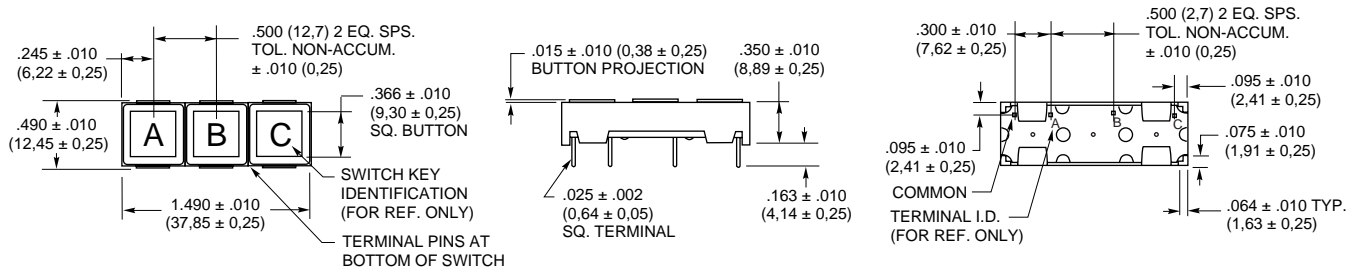 .500 (12,7) 2 EQ. SPS.
TOL. NON-ACCUM.
± .010 (0,25)
.245 ± .010
(6,22 ± 0,25)
.366 ± .010
(9,30 ± 0,25)
SQ. BUTTON
.490 ± .010
(12,45 ± 0,25)
A
B
C
SWITCH KEY
IDENTIFICATION
(FOR REF. ONLY)
1.490 ± .010
(37,85 ± 0,25)
TERMINAL PINS AT
BOTTOM OF SWITCH
.015 ± .010 (0,38 ± 0,25)
BUTTON PROJECTION
.350 ± .010
(8,89 ± 0,25)
.025 ± .002
(0,64 ± 0,05)
SQ. TERMINAL
.163 ± .010
(4,14 ± 0,25)
.300 ± .010
(7,62 ± 0,25)
.500 (2,7) 2 EQ. SPS.
TOL. NON-ACCUM.
± .010 (0,25)
.095 ± .010
(2,41 ± 0,25)
A
B
C
.095 ± .010
(2,41 ± 0,25)
.075 ± .010
(1,91 ± 0,25)
COMMON
TERMINAL I.D.
(FOR REF. ONLY)
.064 ± .010 TYP.
(1,63 ± 0,25)